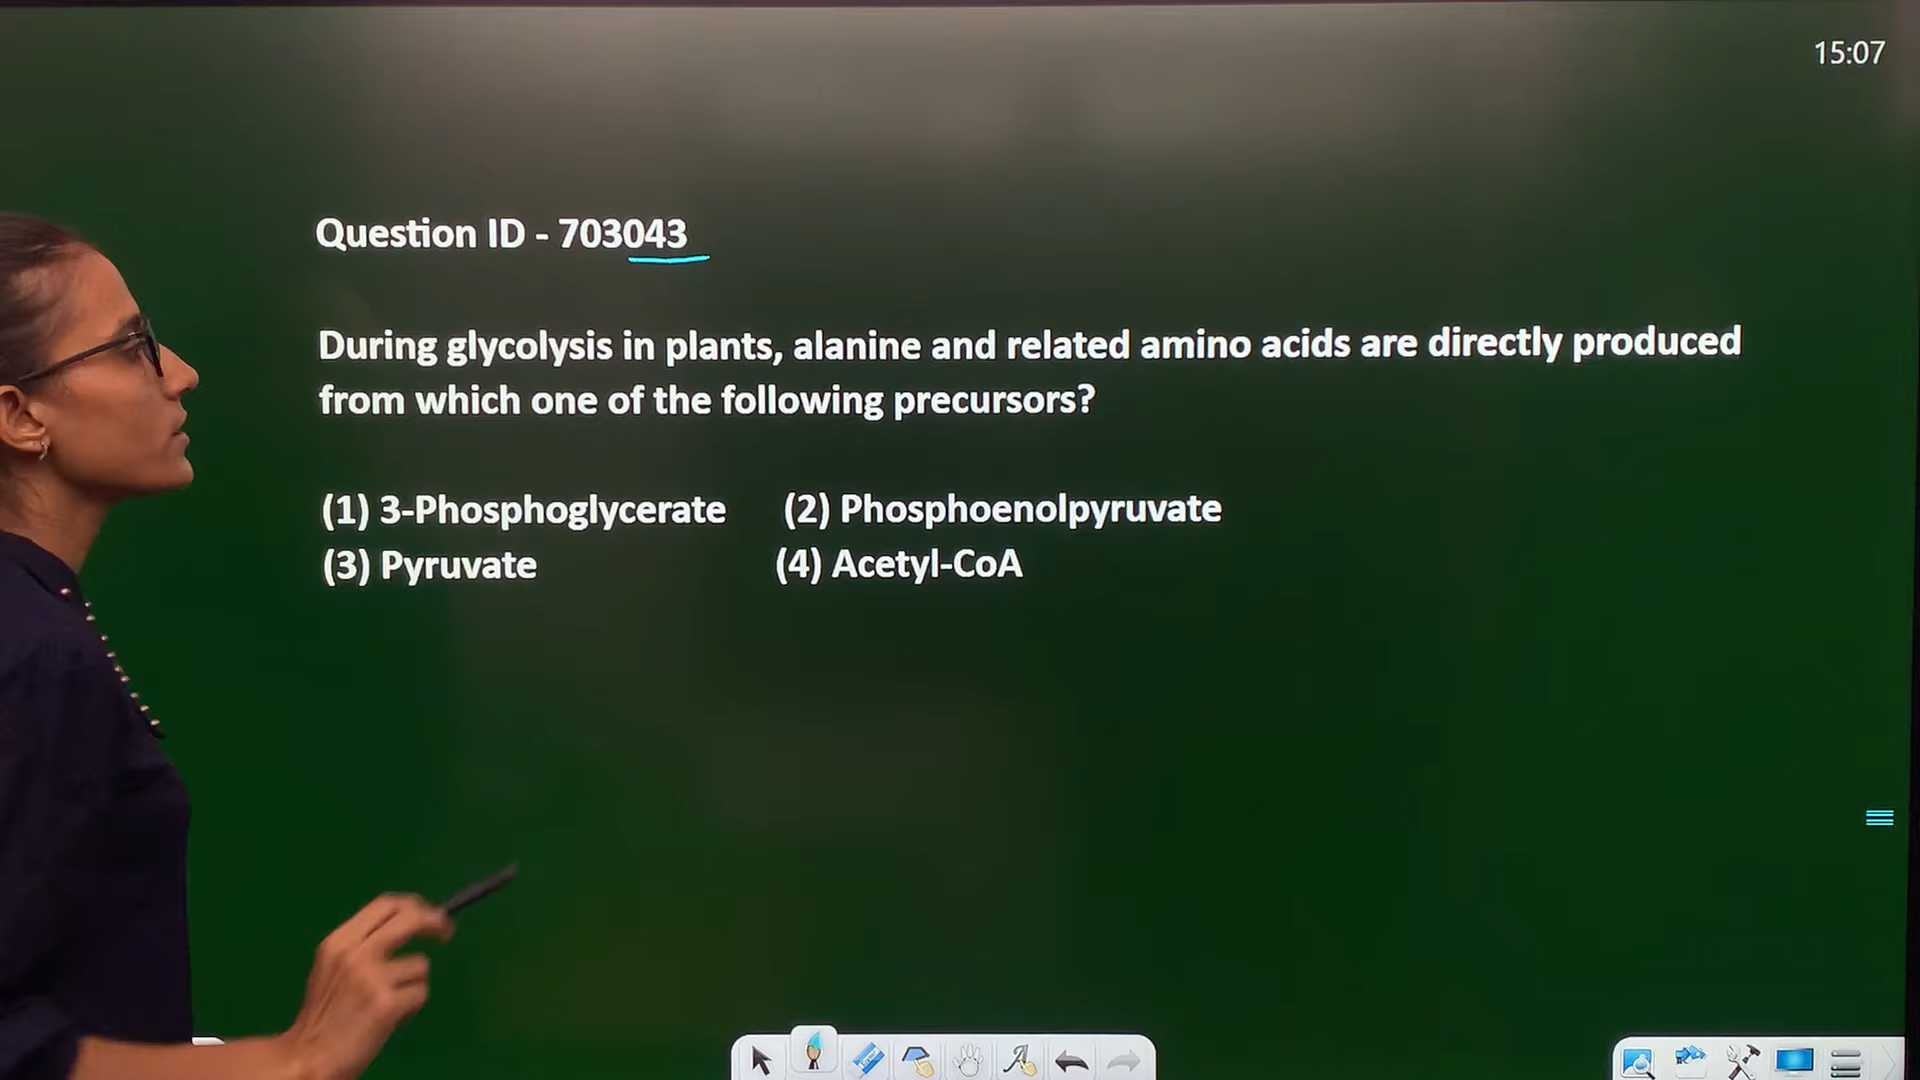 15:07
Question ID - 703043
During glycolysis in plants, alanine and related amino acids are directly produced
from which one of the following precursors?
(1) 3-Phosphoglycerate (2) Phosphoenolpyruvate
(3) Pyruvate (4) Acetyl-CoA